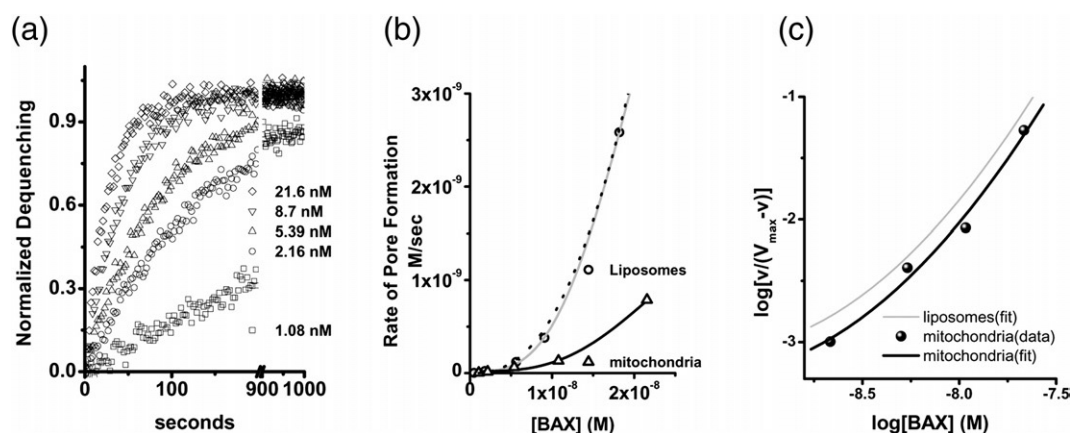 (a)
Normalized Dequenching
0.9
0.6
0.3
0.0
21.6 nM
8.7 nM
5.39 nM
2.16 nM
1.08 nM
0
100
900
1000
seconds
(b)
Rate of Pore Formation
M/sec
3x10⁻⁹
2x10⁻⁹
1x10⁻⁹
0
Liposomes
mitochondria
0
1x10⁻⁸
2x10⁻⁸
[BAX] (M)
(c)
log[v/(Vmax-v)]
-1
-2
-3
liposomes(fit)
mitochondria(data)
mitochondria(fit)
-8.5
-8.0
-7.5
log[BAX] (M)